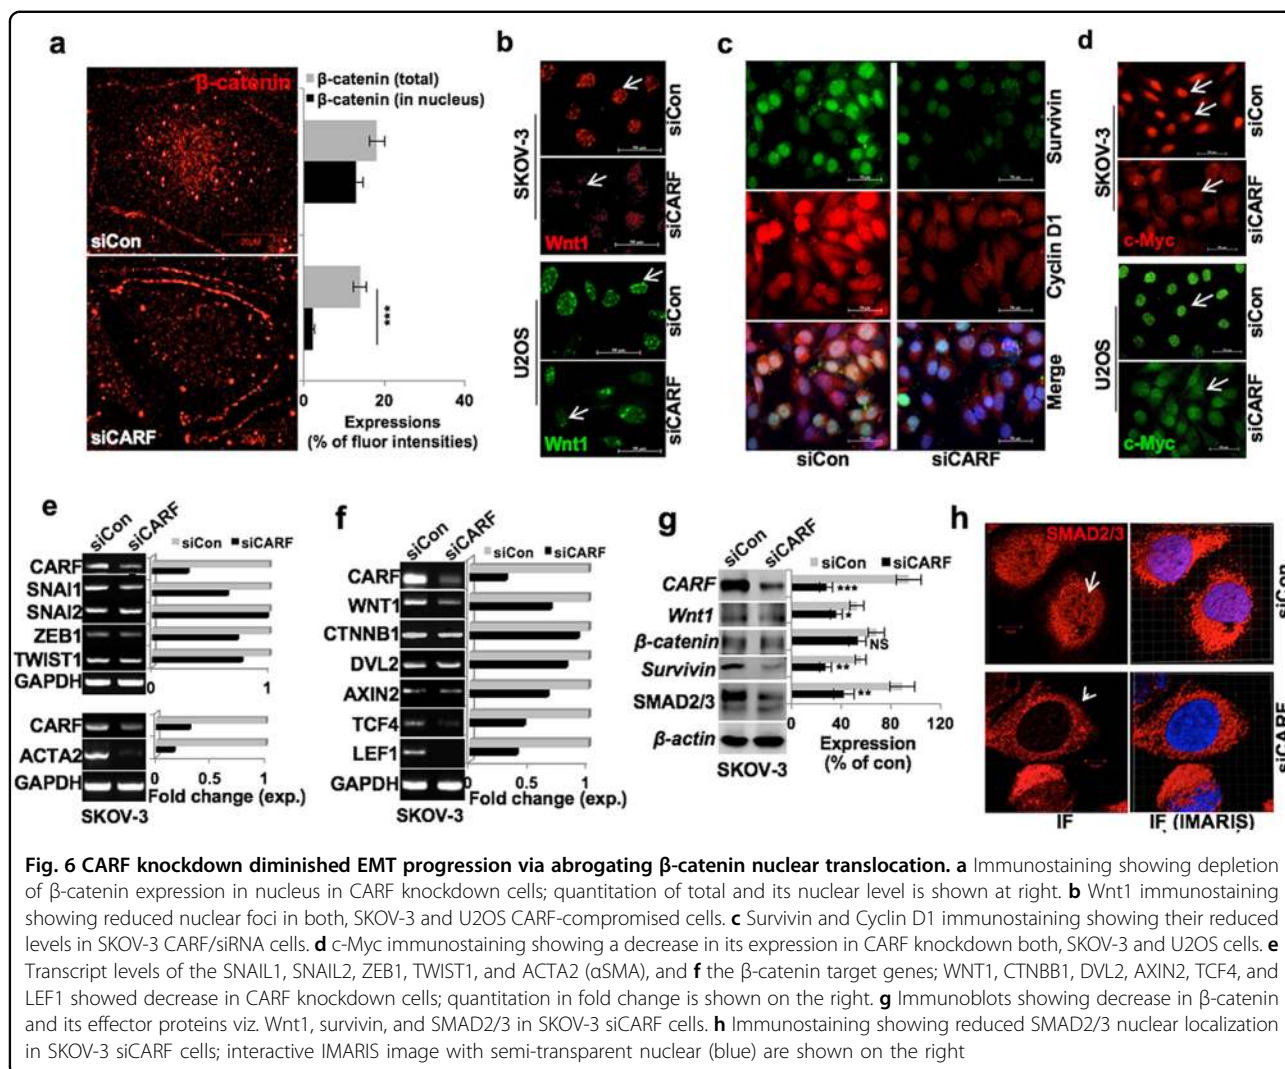 a
β-catenin
siCon
20µM
siCARF
20µM
β-catenin (total)
β-catenin (in nucleus)
***
0 20 40
Expressions
(% of fluor intensities)
b
SKOV-3
siCon
Wnt1
siCARF
U2OS
siCon
Wnt1
siCARF
c
Survivin
Cyclin D1
Merge
siCon siCARF
d
SKOV-3
siCon
c-Myc
siCARF
U2OS
siCon
c-Myc
siCARF
e
siCon siCARF
siCon siCARF
CARF
SNAI1
SNAI2
ZEB1
TWIST1
GAPDH
0 1
CARF
ACTA2
GAPDH
0 0.5 1
Fold change (exp.)
SKOV-3
f
siCon siCARF
siCon siCARF
CARF
WNT1
CTNNB1
DVL2
AXIN2
TCF4
LEF1
GAPDH
0 0.5 1
Fold change (exp.)
SKOV-3
g
siCon siCARF
siCon
siCARF
CARF ***
Wnt1 *
β-catenin NS
Survivin **
SMAD2/3 **
β-actin
0 40 80 120
Expression
(% of con)
SKOV-3
h
SMAD2/3
siCon
siCARF
IF IF (IMARIS)
Fig. 6 CARF knockdown diminished EMT progression via abrogating β-catenin nuclear translocation. a Immunostaining showing depletion
of β-catenin expression in nucleus in CARF knockdown cells; quantitation of total and its nuclear level is shown at right. b Wnt1 immunostaining
showing reduced nuclear foci in both, SKOV-3 and U2OS CARF-compromised cells. c Survivin and Cyclin D1 immunostaining showing their reduced
levels in SKOV-3 CARF/siRNA cells. d c-Myc immunostaining showing a decrease in its expression in CARF knockdown both, SKOV-3 and U2OS cells. e
Transcript levels of the SNAIL1, SNAIL2, ZEB1, TWIST1, and ACTA2 (αSMA), and f the β-catenin target genes; WNT1, CTNBB1, DVL2, AXIN2, TCF4, and
LEF1 showed decrease in CARF knockdown cells; quantitation in fold change is shown on the right. g Immunoblots showing decrease in β-catenin
and its effector proteins viz. Wnt1, survivin, and SMAD2/3 in SKOV-3 siCARF cells. h Immunostaining showing reduced SMAD2/3 nuclear localization
in SKOV-3 siCARF cells; interactive IMARIS image with semi-transparent nuclear (blue) are shown on the right